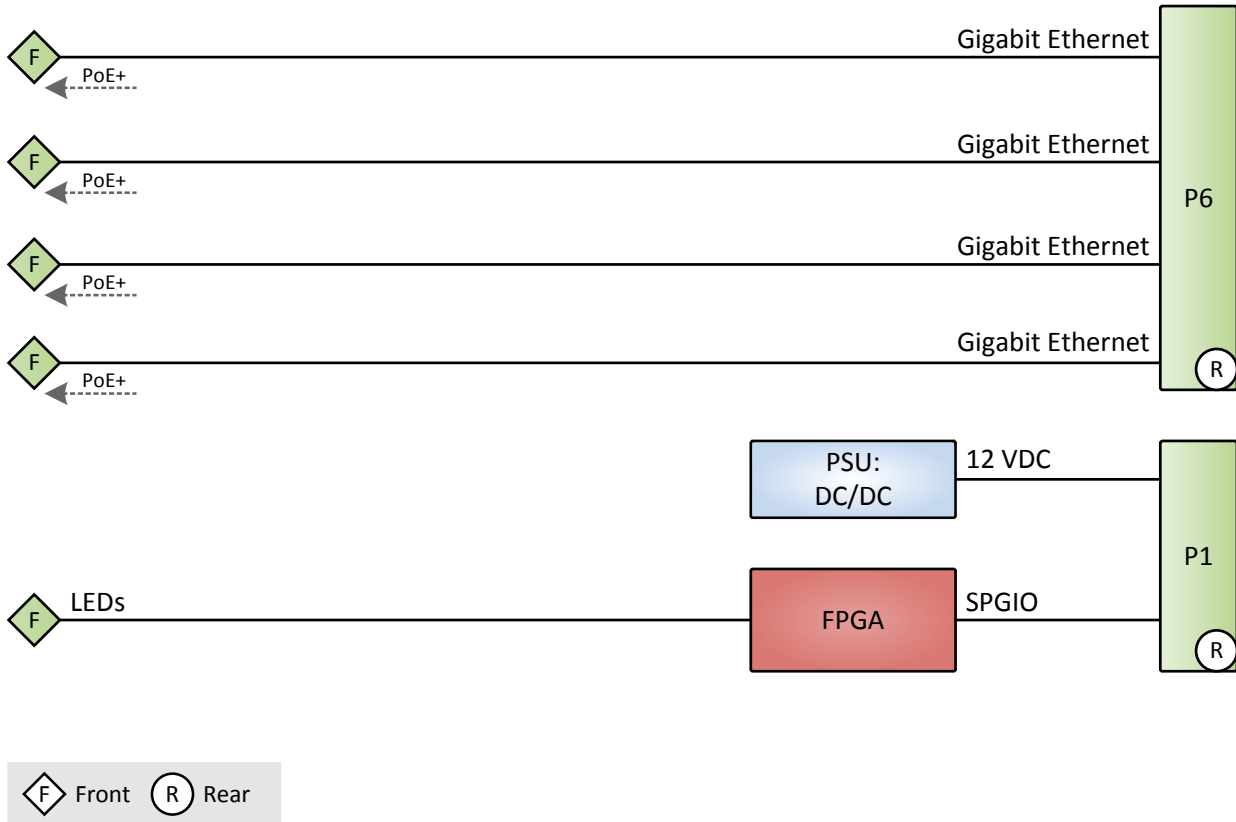 Gigabit Ethernet
F
PoE+
Gigabit Ethernet
F
PoE+
P6
Gigabit Ethernet
F
PoE+
Gigabit Ethernet
F
R
PoE+
PSU:
DC/DC
12 VDC
P1
F
LEDs
FPGA
SPGIO
R
F Front R Rear